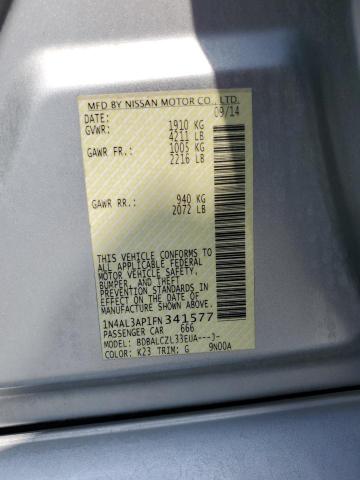 MFD BY NISSAN MOTOR CO., LTD.
DATE: 09/14
GVWR: 1910 KG
4211 LB
GAWR FR.: 1005 KG
2216 LB
GAWR RR.: 940 KG
2072 LB
THIS VEHICLE CONFORMS
TO ALL APPLICABLE FEDERAL
MOTOR VEHICLE SAFETY,
BUMPER, AND THEFT
PREVENTION STANDARDS
IN EFFECT ON THE DATE OF
MANUFACTURE SHOWN ABOVE.
1N4AL3AP1FN341577
PASSENGER CAR 666
MODEL: BDBALCZL33EUA---J-
COLOR: K23 TRIM: G 9N00A